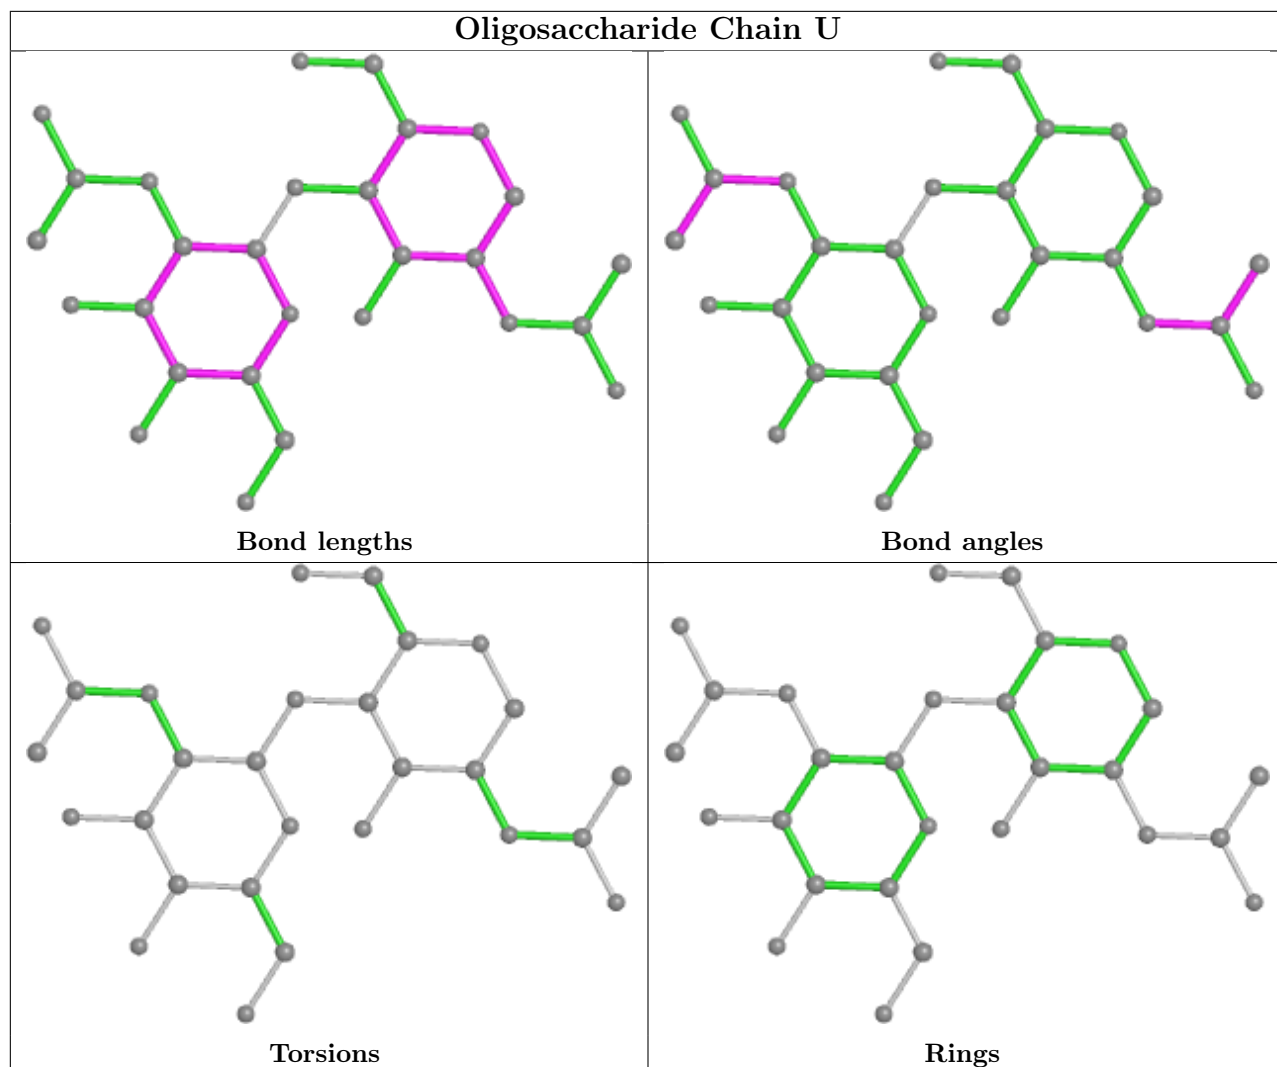 Oligosaccharide Chain U
Bond lengths
Bond angles
Torsions
Rings